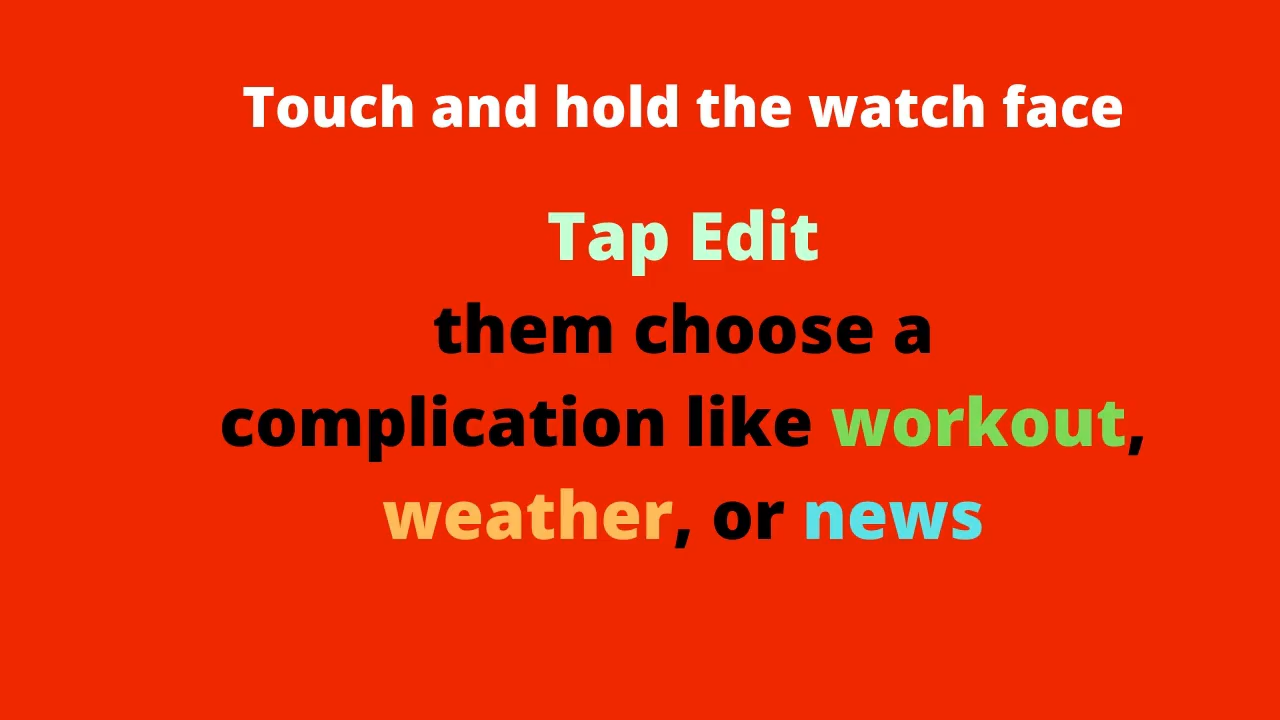 Touch and hold the watch face
Tap Edit
them choose a
complication like workout,
weather, or news